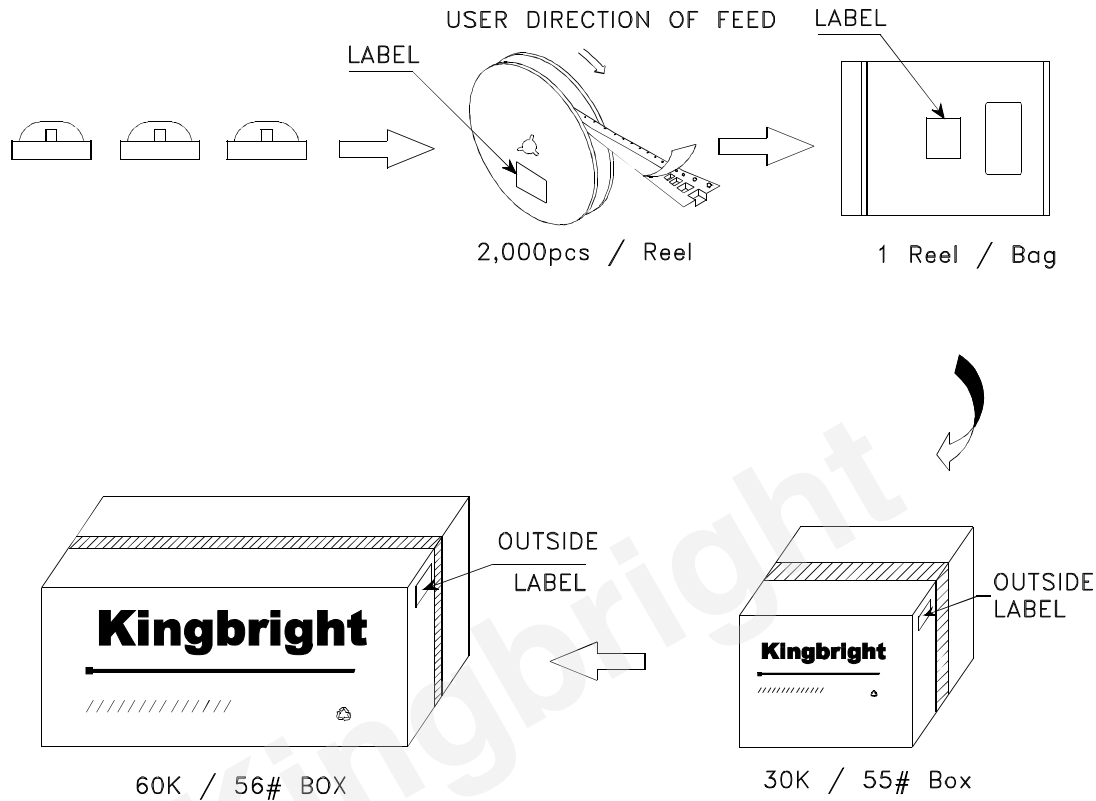 USER DIRECTION OF FEED
LABEL
LABEL
2,000pcs / Reel
1 Reel / Bag
OUTSIDE
LABEL
OUTSIDE
LABEL
Kingbright
Kingbright
60K / 56# BOX
30K / 55# Box
Kingbright